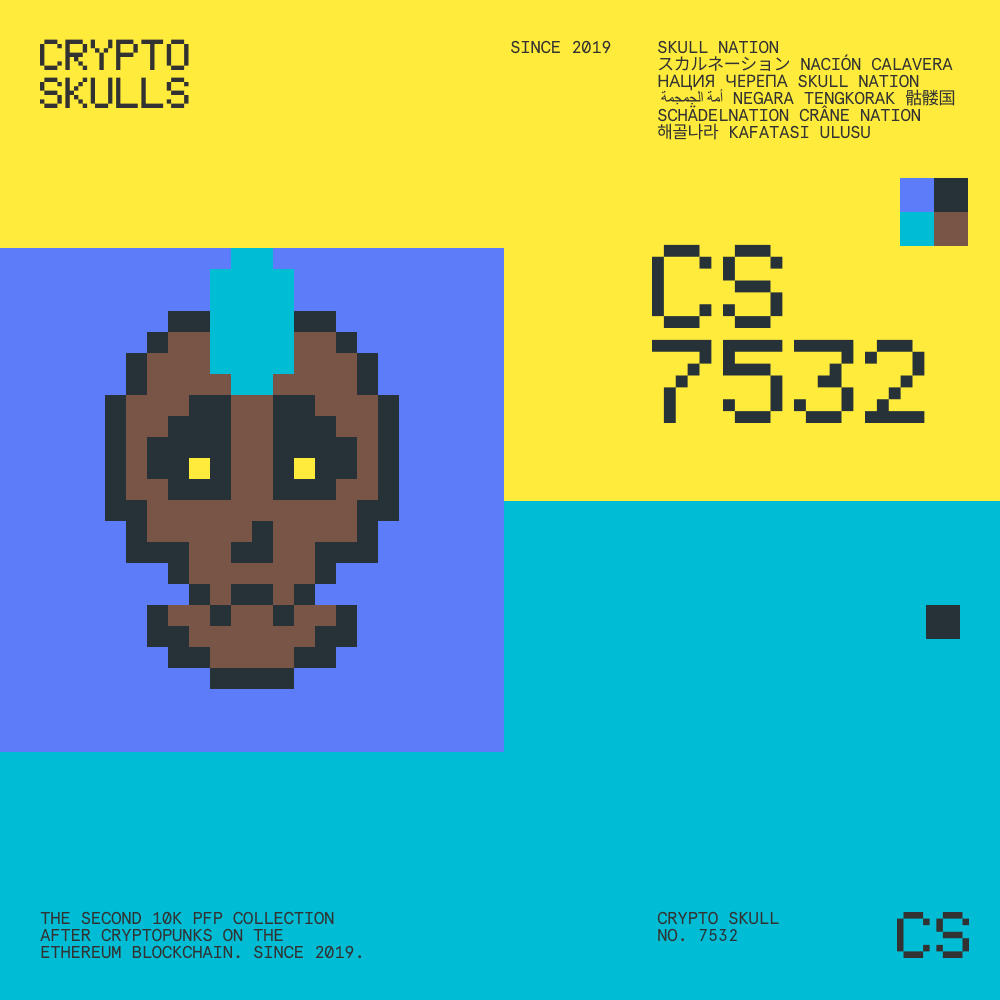 CRYPTO
SKULLS
SINCE 2019
SKULL NATION
スカルネーション NACIÓN CALAVERA
НАЦИЯ ЧЕРЕПА SKULL NATION
أمة الجمجمة NEGARA TENGKORAK 骷髅国
SCHÄDELNATION CRÂNE NATION
해골나라 KAFATASI ULUSU
CS
7532
THE SECOND 10K PFP COLLECTION
AFTER CRYPTOPUNKS ON THE
ETHEREUM BLOCKCHAIN. SINCE 2019.
CRYPTO SKULL
NO. 7532
CS